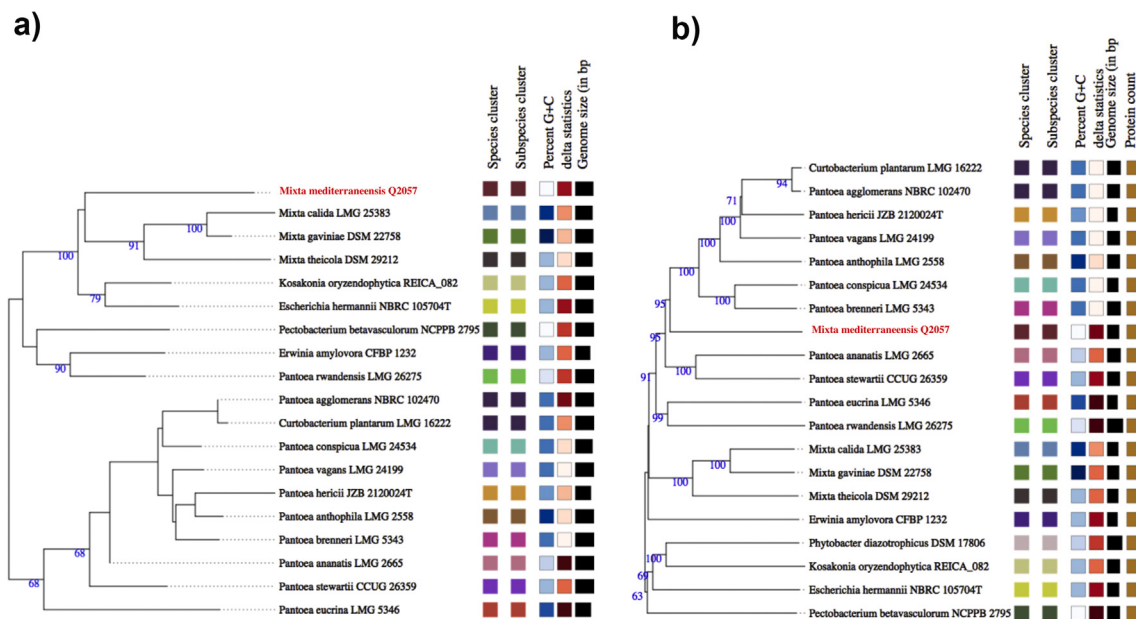 a)
b)
Species cluster
Subspecies cluster
Percent G+C
delta statistics
Genome size (in bp
Mixta mediterraneensis Q2057
Mixta calida LMG 25383
Mixta gaviniae DSM 22758
Mixta theicola DSM 29212
Kosakonia oryzendophytica REICA_082
Escherichia hermannii NBRC 105704T
Pectobacterium betavasculorum NCPPB 2795
Erwinia amylovora CFBP 1232
Pantoea rwandensis LMG 26275
Pantoea agglomerans NBRC 102470
Curtobacterium plantarum LMG 16222
Pantoea conspicua LMG 24534
Pantoea vagans LMG 24199
Pantoea hericii JZB 2120024T
Pantoea anthophila LMG 2558
Pantoea brenneri LMG 5343
Pantoea ananatis LMG 2665
Pantoea stewartii CCUG 26359
Pantoea eucrina LMG 5346
100
91
100
79
90
68
68
Species cluster
Subspecies cluster
Percent G+C
delta statistics
Genome size (in bp
Protein count
Curtobacterium plantarum LMG 16222
Pantoea agglomerans NBRC 102470
Pantoea hericii JZB 2120024T
Pantoea vagans LMG 24199
Pantoea anthophila LMG 2558
Pantoea conspicua LMG 24534
Pantoea brenneri LMG 5343
Mixta mediterraneensis Q2057
Pantoea ananatis LMG 2665
Pantoea stewartii CCUG 26359
Pantoea eucrina LMG 5346
Pantoea rwandensis LMG 26275
Mixta calida LMG 25383
Mixta gaviniae DSM 22758
Mixta theicola DSM 29212
Erwinia amylovora CFBP 1232
Phytobacter diazotrophicus DSM 17806
Kosakonia oryzendophytica REICA_082
Escherichia hermannii NBRC 105704T
Pectobacterium betavasculorum NCPPB 2795
94
71
100
100
100
100
95
95
100
91
99
100
100
100
69
63